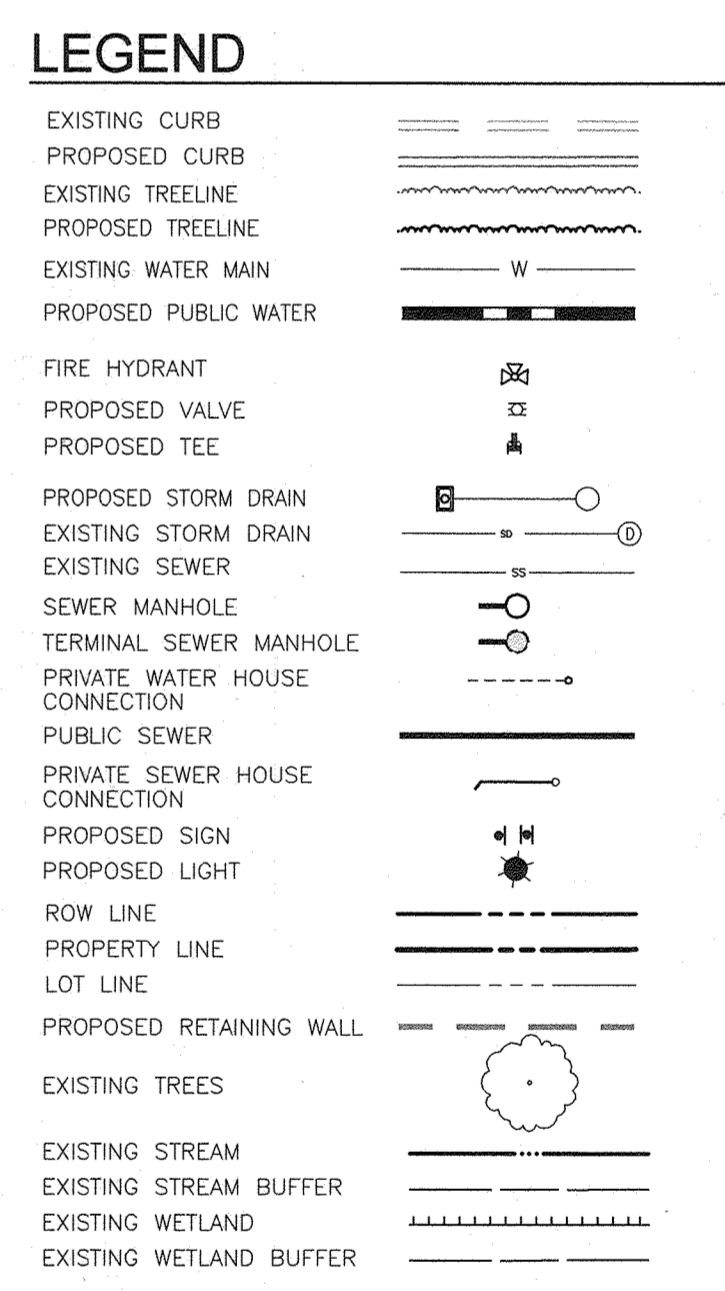 LEGEND
EXISTING CURB
PROPOSED CURB
EXISTING TREELINE
PROPOSED TREELINE
EXISTING WATER MAIN W
PROPOSED PUBLIC WATER
FIRE HYDRANT
PROPOSED VALVE
PROPOSED TEE
PROPOSED STORM DRAIN
EXISTING STORM DRAIN SD D
EXISTING SEWER SS
SEWER MANHOLE
TERMINAL SEWER MANHOLE
PRIVATE WATER HOUSE
CONNECTION
PUBLIC SEWER
PRIVATE SEWER HOUSE
CONNECTION
PROPOSED SIGN
PROPOSED LIGHT
ROW LINE
PROPERTY LINE
LOT LINE
PROPOSED RETAINING WALL
EXISTING TREES
EXISTING STREAM
EXISTING STREAM BUFFER
EXISTING WETLAND
EXISTING WETLAND BUFFER